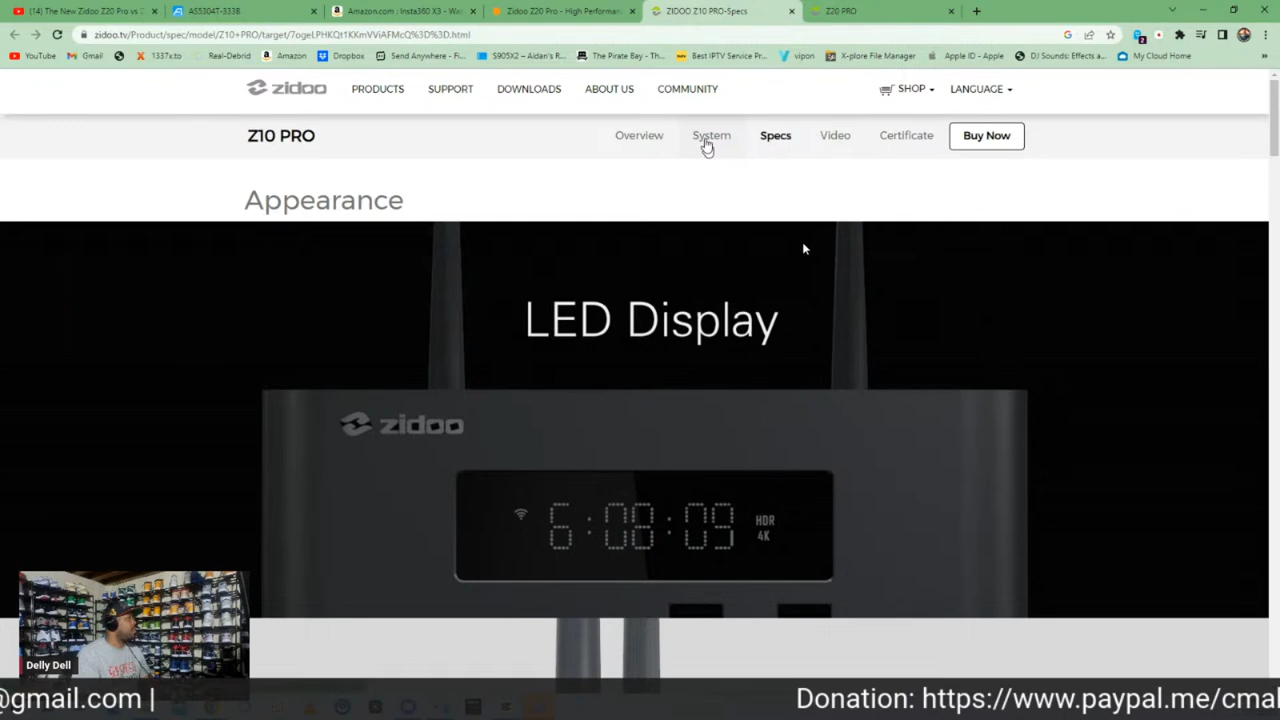 (14) The New Zidoo Z20 Pro vs Z
AS5304T-333B.
Amazon.com : Insta360 X3 - Wa
Zidoo Z20 Pro - High Performan
ZIDOO Z10 PRO-Specs
Z20 PRO
zidoo.tv/Product/spec/model/Z10+PRO/target/7ogeLPHKQt1KKmVViAFMcQ%3D%3D.html
YouTube
Gmail
1337x.to
Real-Debrid
Amazon
Dropbox
Send Anywhere - Fi...
S905X2 – Aidan's R...
The Pirate Bay - Th...
Best IPTV Service Pr...
vipon
X-plore File Manager
Apple ID - Apple
DJ Sounds: Effects a...
My Cloud Home
zidoo
PRODUCTS
SUPPORT
DOWNLOADS
ABOUT US
COMMUNITY
SHOP
LANGUAGE
Z10 PRO
Overview
System
Specs
Video
Certificate
Buy Now
Appearance
LED Display
zidoo
6:08:09
HDR
4K
Delly Dell
@gmail.com |
Donation: https://www.paypal.me/cmal